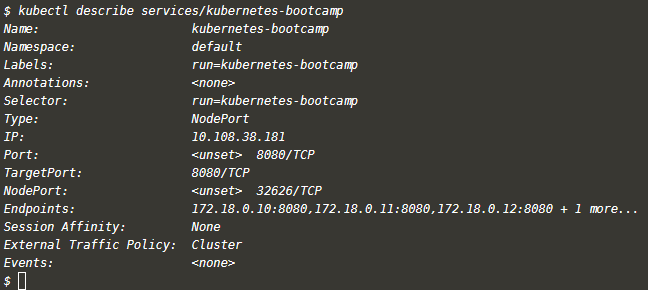 $ kubectl describe services/kubernetes-bootcamp
Name:                     kubernetes-bootcamp
Namespace:                default
Labels:                   run=kubernetes-bootcamp
Annotations:              <none>
Selector:                 run=kubernetes-bootcamp
Type:                     NodePort
IP:                       10.108.38.181
Port:                     <unset>  8080/TCP
TargetPort:               8080/TCP
NodePort:                 <unset>  32626/TCP
Endpoints:                172.18.0.10:8080,172.18.0.11:8080,172.18.0.12:8080 + 1 more...
Session Affinity:         None
External Traffic Policy:  Cluster
Events:                   <none>
$